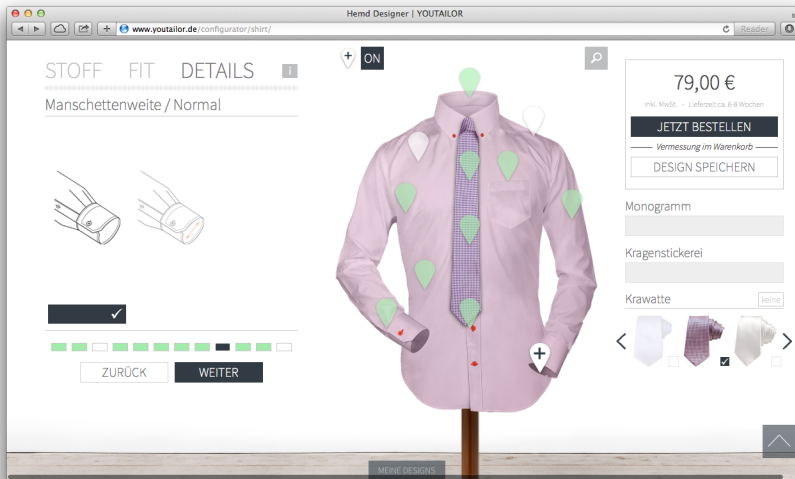 Hemd Designer | YOUTAILOR
www.youtailor.de/configurator/shirt/
Reader
STOFF FIT DETAILS i
Manschettenweite / Normal
ZURÜCK WEITER
ON
79,00 €
inkl. MwSt. - Lieferzeit ca. 6-8 Wochen
JETZT BESTELLEN
Vermessung im Warenkorb
DESIGN SPEICHERN
Monogramm
Kragenstickerei
Krawatte keine
MEINE DESIGNS